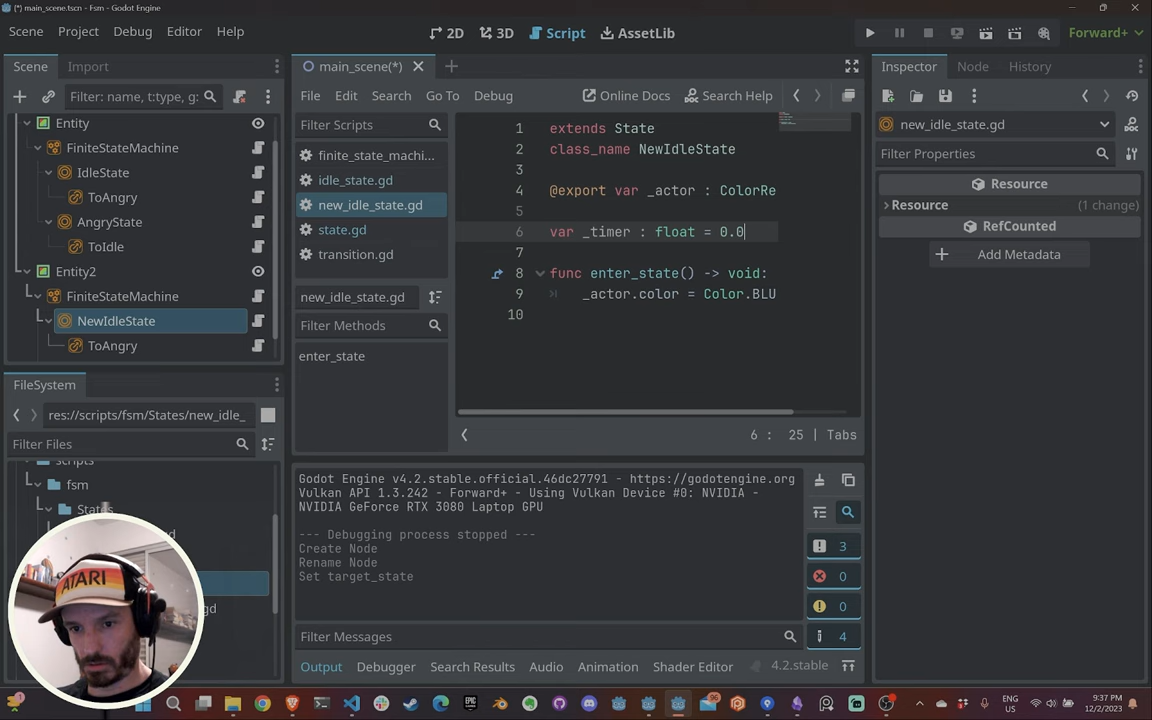 (*) main_scene.tscn - Fsm - Godot Engine
Scene Project Debug Editor Help
2D 3D Script AssetLib
Forward+
Scene Import
Filter: name, t:type, g:
Entity
FiniteStateMachine
IdleState
ToAngry
AngryState
ToIdle
Entity2
FiniteStateMachine
NewIdleState
ToAngry
FileSystem
res://scripts/fsm/States/new_idle_
Filter Files
scripts
fsm
States
main_scene(*)
File Edit Search Go To Debug
Online Docs Search Help
Filter Scripts
finite_state_machi...
idle_state.gd
new_idle_state.gd
state.gd
transition.gd
new_idle_state.gd
Filter Methods
enter_state
1 extends State
2 class_name NewIdleState
3
4 @export var _actor : ColorRe
5
6 var _timer : float = 0.0
7
8 func enter_state() -> void:
9 _actor.color = Color.BLU
10
6 : 25 | Tabs
Godot Engine v4.2.stable.official.46dc27791 - https://godotengine.org
Vulkan API 1.3.242 - Forward+ - Using Vulkan Device #0: NVIDIA -
NVIDIA GeForce RTX 3080 Laptop GPU
--- Debugging process stopped ---
Create Node
Rename Node
Set target_state
3
0
0
4
Filter Messages
Output Debugger Search Results Audio Animation Shader Editor 4.2.stable
Inspector Node History
new_idle_state.gd
Filter Properties
Resource
Resource (1 change)
RefCounted
Add Metadata
ATARI
ENG
US
9:37 PM
12/2/2023